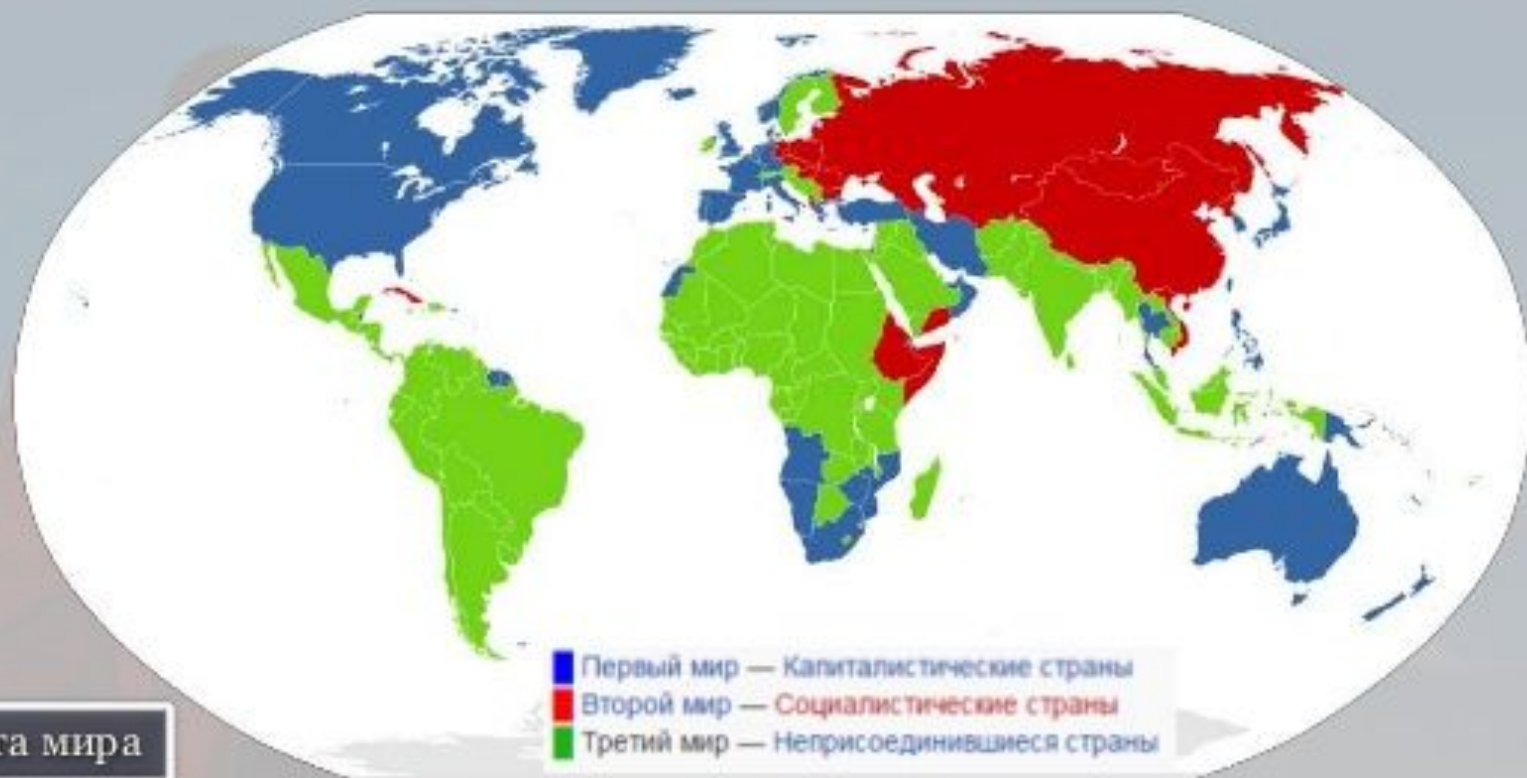 Первый мир — Капиталистические страны
Второй мир — Социалистические страны
Третий мир — Неприсоединившиеся страны
та мира